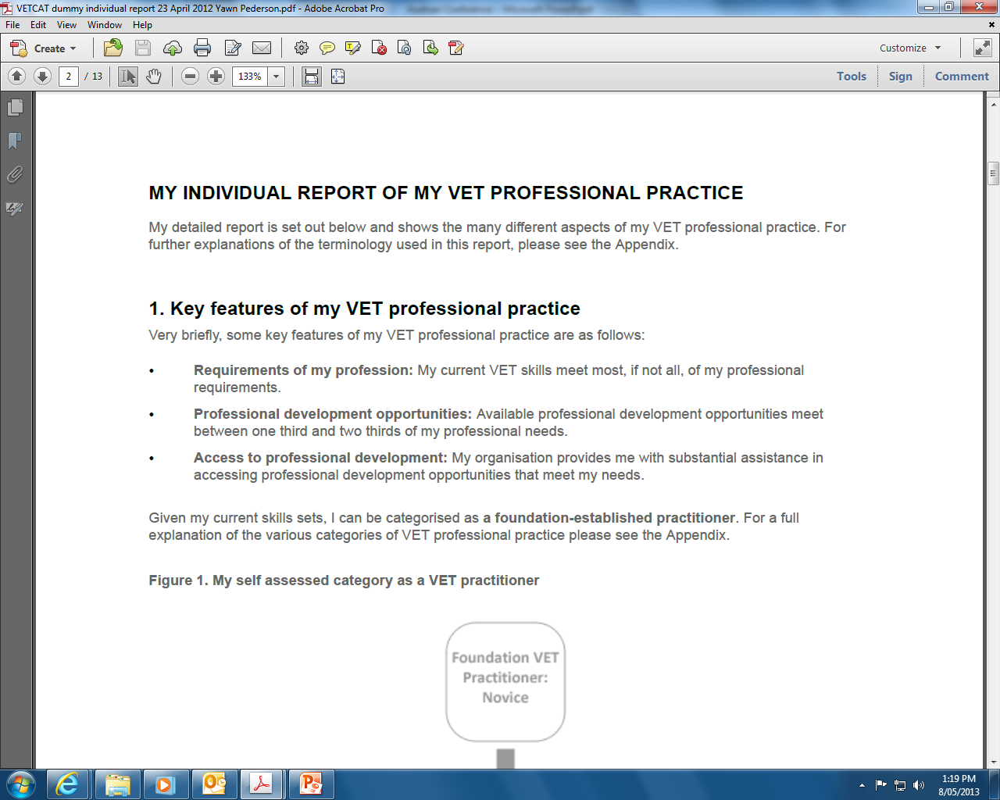 VETCAT dummy individual report 23 April 2012 Yawn Pederson.pdf - Adobe Acrobat Pro
File Edit View Window Help
Create Customize
2 / 13 133% Tools Sign Comment
MY INDIVIDUAL REPORT OF MY VET PROFESSIONAL PRACTICE
My detailed report is set out below and shows the many different aspects of my VET professional practice. For
further explanations of the terminology used in this report, please see the Appendix.
1. Key features of my VET professional practice
Very briefly, some key features of my VET professional practice are as follows:
• Requirements of my profession: My current VET skills meet most, if not all, of my professional
requirements.
• Professional development opportunities: Available professional development opportunities meet
between one third and two thirds of my professional needs.
• Access to professional development: My organisation provides me with substantial assistance in
accessing professional development opportunities that meet my needs.
Given my current skills sets, I can be categorised as a foundation-established practitioner. For a full
explanation of the various categories of VET professional practice please see the Appendix.
Figure 1. My self assessed category as a VET practitioner
Foundation VET
Practitioner:
Novice
1:19 PM
8/05/2013